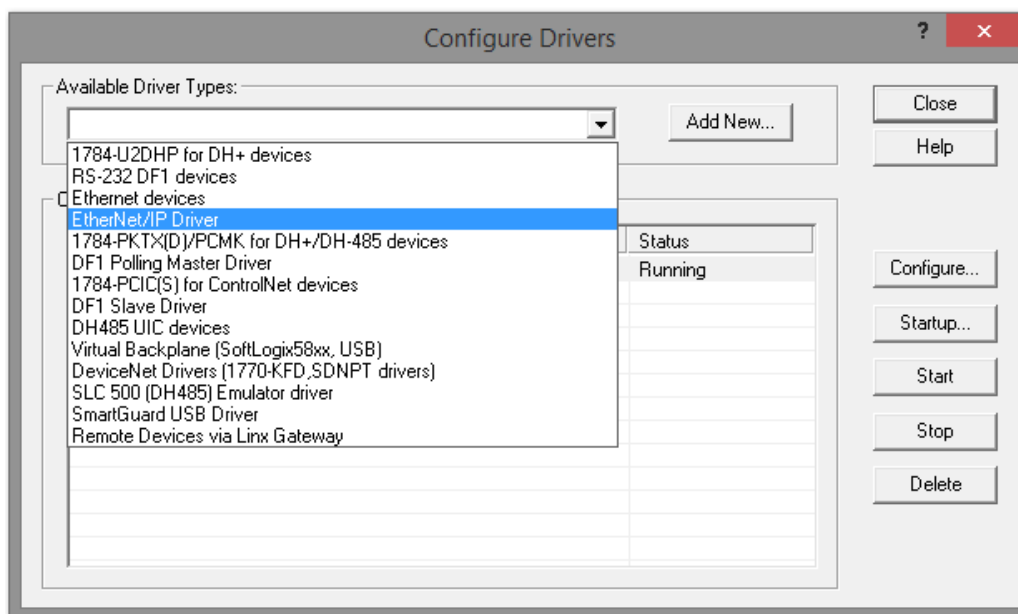 Configure Drivers
?
x
Available Driver Types:
Add New...
Close
Help
1784-U2DHP for DH+ devices
RS-232 DF1 devices
Ethernet devices
EtherNet/IP Driver
1784-PKTX(D)/PCMK for DH+/DH-485 devices
DF1 Polling Master Driver
1784-PCIC(S) for ControlNet devices
DF1 Slave Driver
DH485 UIC devices
Virtual Backplane (SoftLogix58xx, USB)
DeviceNet Drivers (1770-KFD,SDNPT drivers)
SLC 500 (DH485) Emulator driver
SmartGuard USB Driver
Remote Devices via Linx Gateway
Status
Running
Configure...
Startup...
Start
Stop
Delete